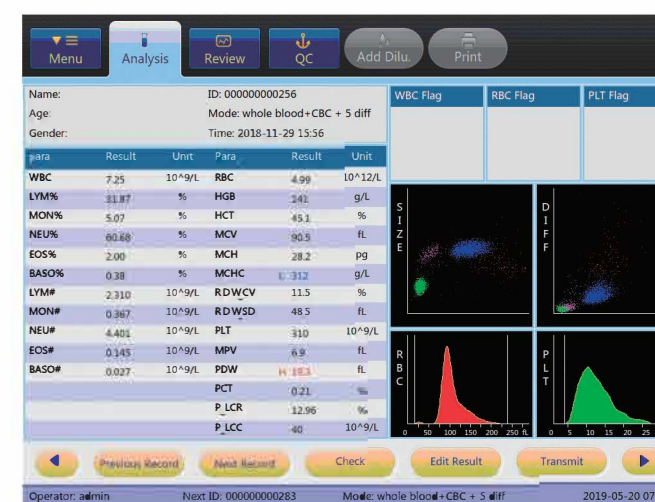 Menu Analysis Review QC Add Dilu. Print
Name: ID: 000000000256 WBC Flag RBC Flag PLT Flag
Age: Mode: whole blood+CBC + 5 diff
Gender: Time: 2018-11-29 15:56
para Result Unit Para Result Unit
WBC 7.25 10^9/L RBC 4.99 10^12/L
LYM% 31.87 % HGB 141 g/L
MON% 5.07 % HCT 45.1 %
NEU% 60.68 % MCV 90.5 fL
EOS% 2.00 % MCH 28.2 pg
BASO% 0.38 % MCHC L 312 g/L
LYM# 2.310 10^9/L RDW_CV 11.5 %
MON# 0.367 10^9/L RDW_SD 48.5 fL
NEU# 4.401 10^9/L PLT 310 10^9/L
EOS# 0.145 10^9/L MPV 6.9 fL
BASO# 0.027 10^9/L PDW H fL
PCT 0.21
P_LCR 12.96 %
P_LCC 40 10^9/L
SIZE
DIFF
RBC
0 50 100 150 200 250 fL
PLT
0 5 10 15 20 25
Previous Record Next Record Check Edit Result Transmit
Operator: admin Next ID: 000000000283 Mode: whole blood+CBC + 5 diff 2019-05-20 07